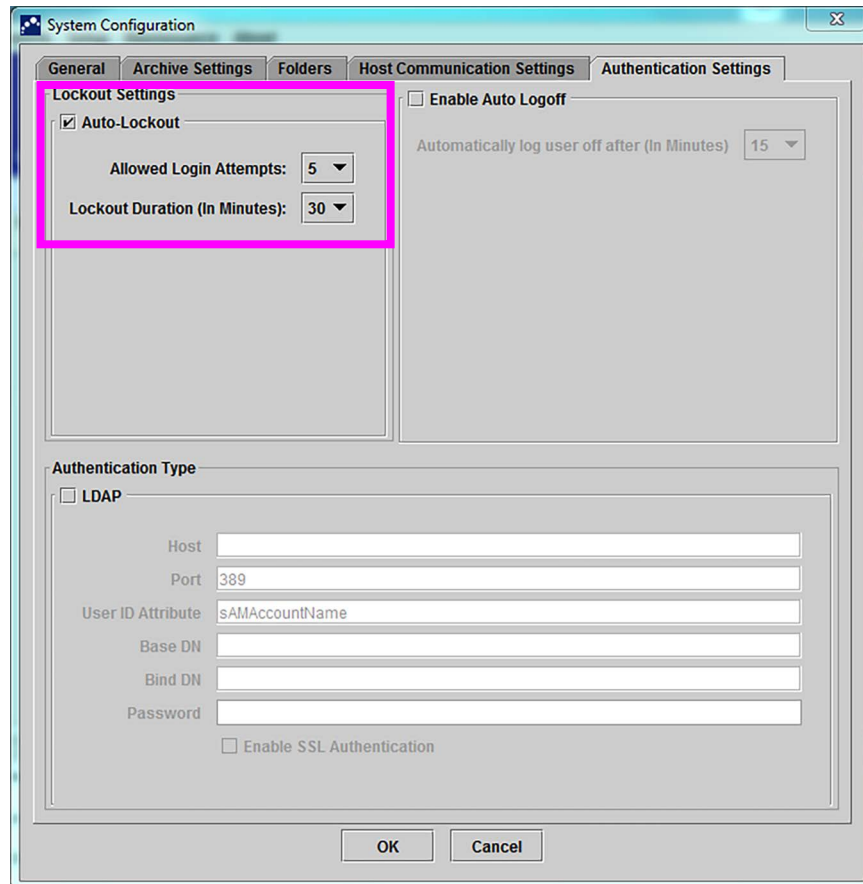 System Configuration
General Archive Settings Folders Host Communication Settings Authentication Settings
Lockout Settings
Auto-Lockout
Allowed Login Attempts: 5
Lockout Duration (In Minutes): 30
Enable Auto Logoff
Automatically log user off after (In Minutes) 15
Authentication Type
LDAP
Host
Port 389
User ID Attribute sAMAccountName
Base DN
Bind DN
Password
Enable SSL Authentication
OK Cancel